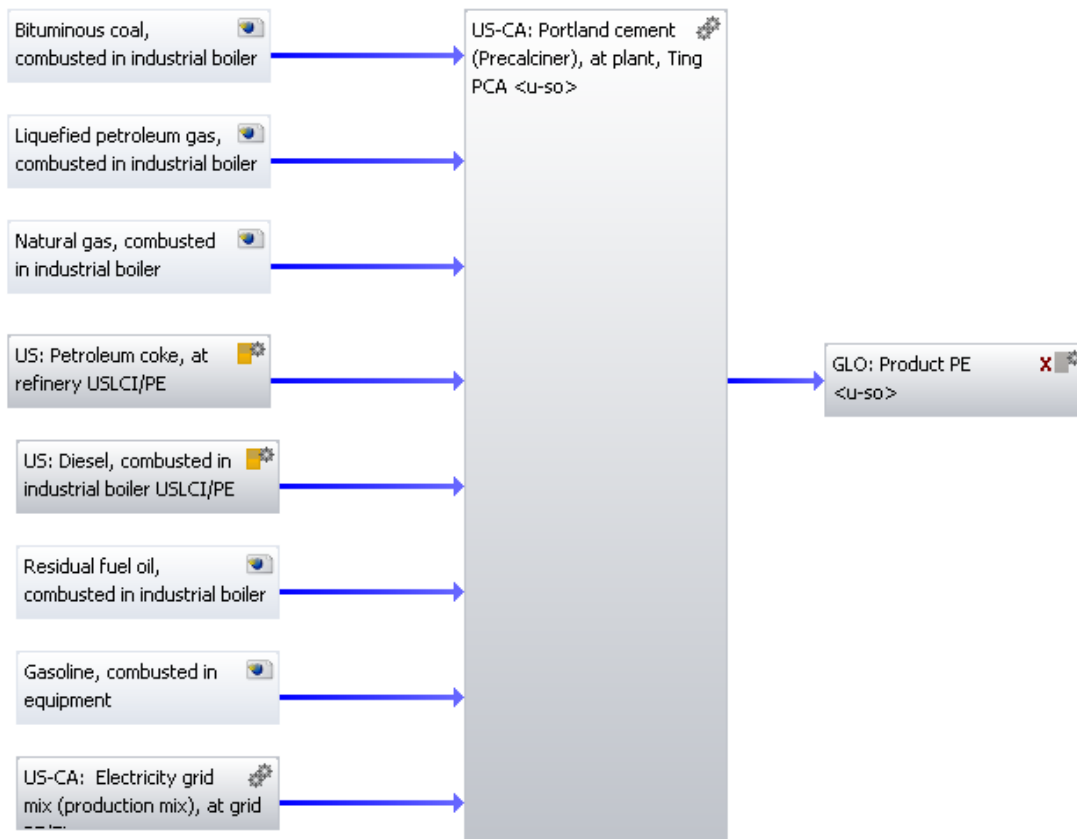 Bituminous coal,
combusted in industrial boiler
Liquefied petroleum gas,
combusted in industrial boiler
Natural gas, combusted
in industrial boiler
US: Petroleum coke, at
refinery USLCI/PE
US: Diesel, combusted in
industrial boiler USLCI/PE
Residual fuel oil,
combusted in industrial boiler
Gasoline, combusted in
equipment
US-CA: Electricity grid
mix (production mix), at grid
US-CA: Portland cement
(Precalciner), at plant, Ting
PCA <u-so>
GLO: Product PE
<u-so>
X